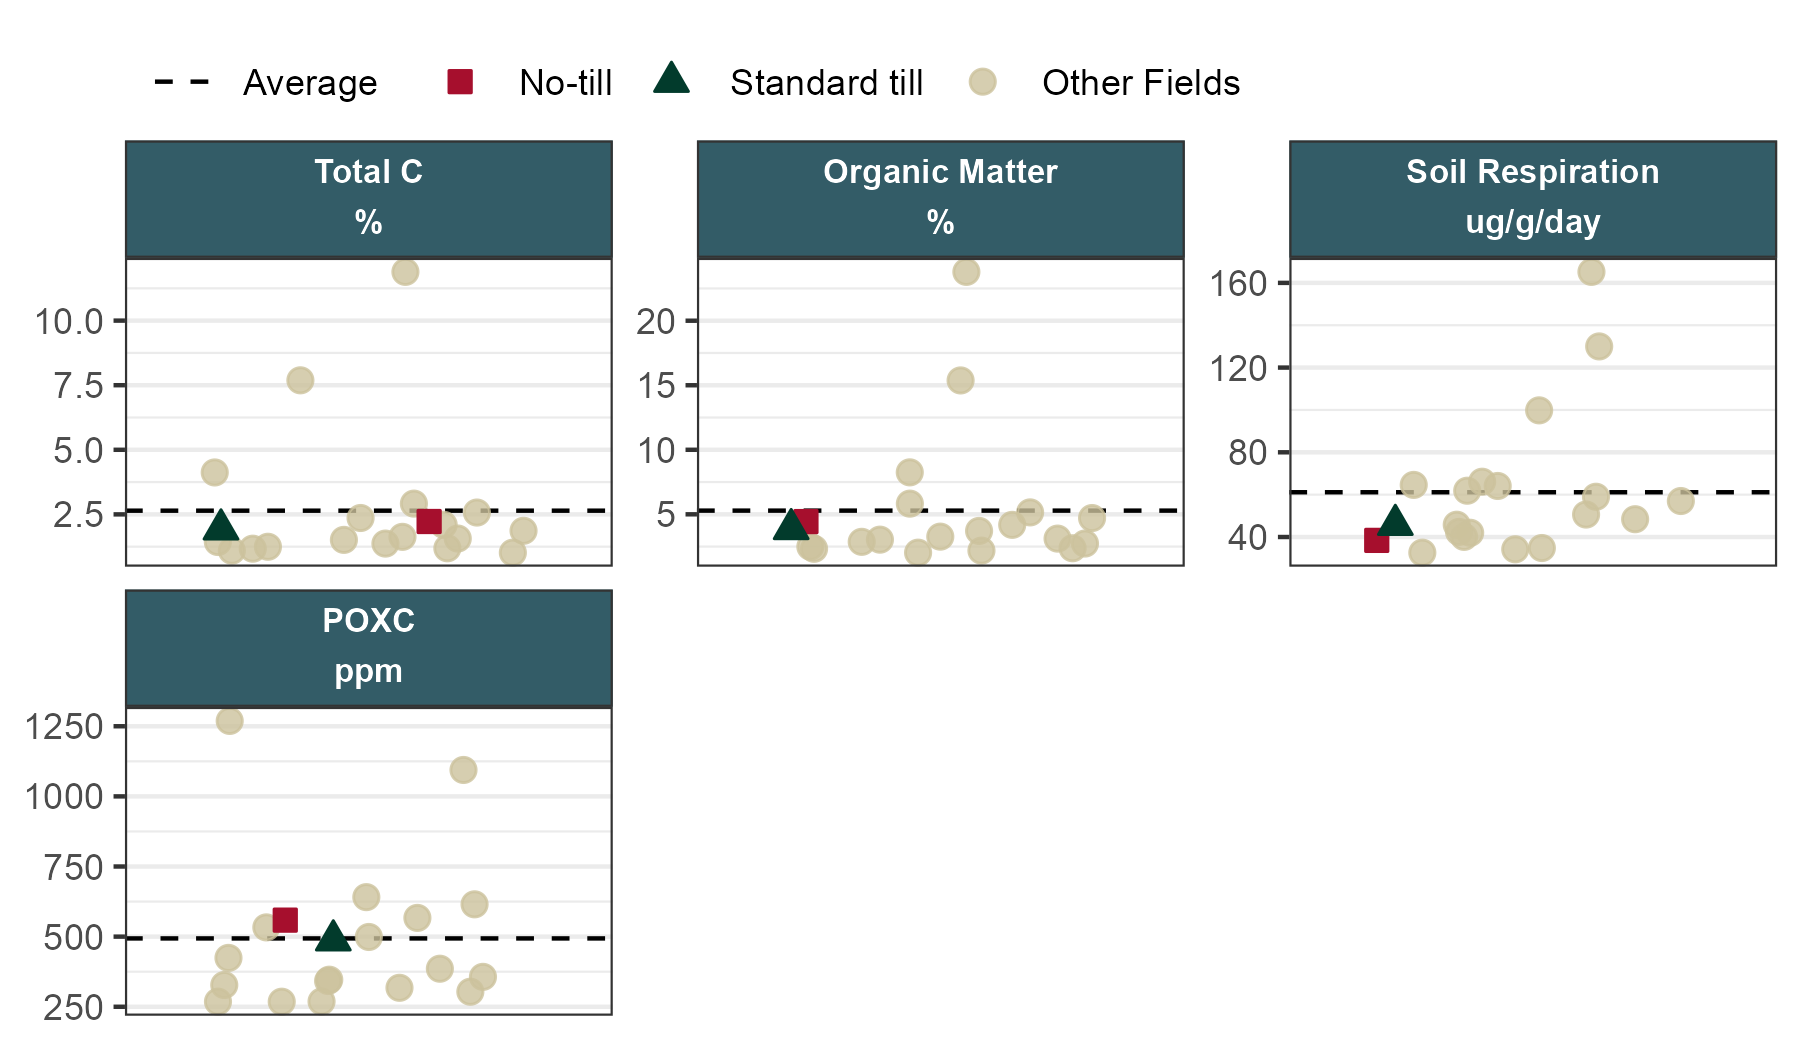 Average No-till Standard till Other Fields
Total C
%
10.0
7.5
5.0
2.5
Organic Matter
%
20
15
10
5
Soil Respiration
ug/g/day
160
120
80
40
POXC
ppm
1250
1000
750
500
250